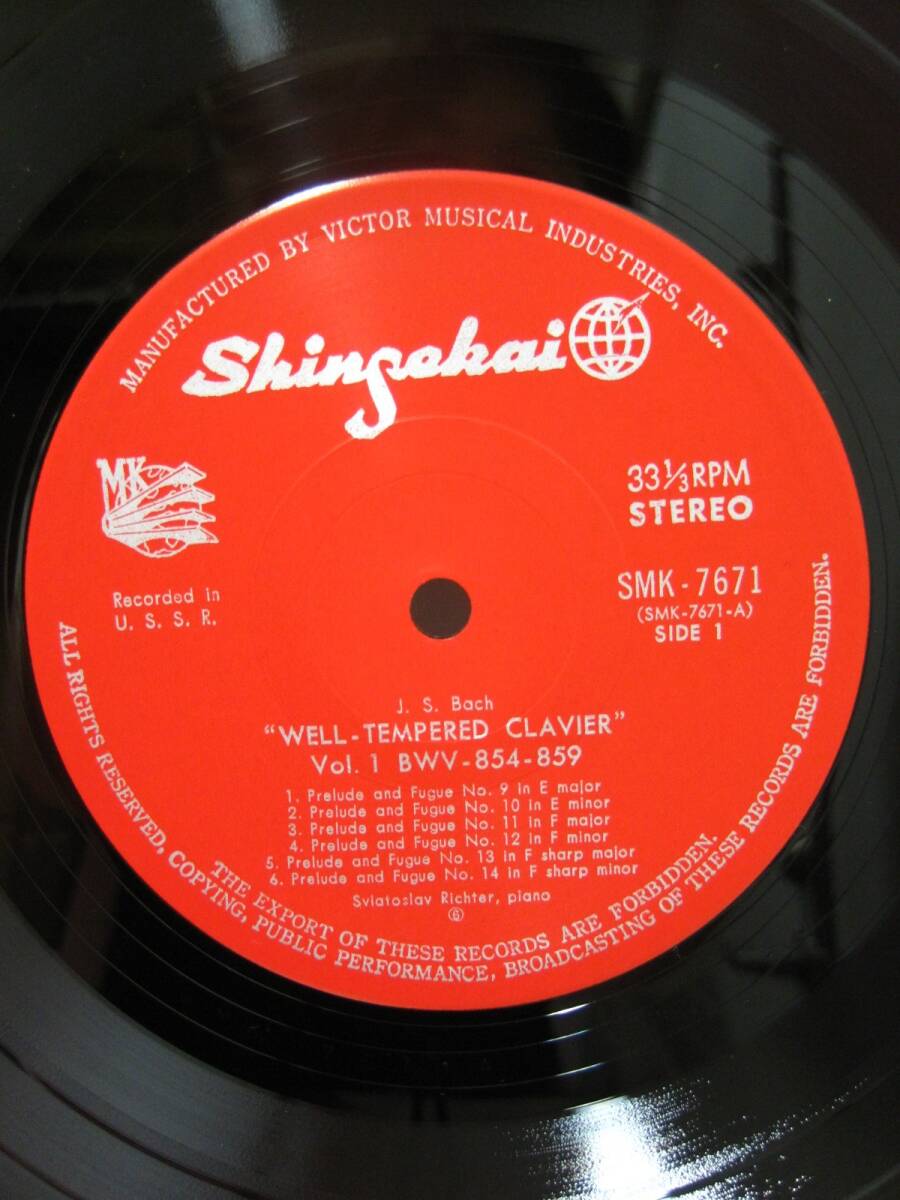 MANUFACTURED BY VICTOR MUSICAL INDUSTRIES, INC.
Shinsekai
MK
33 1/3 RPM
STEREO
Recorded in
U. S. S. R.
SMK-7671
(SMK-7671-A)
SIDE 1
J. S. Bach
"WELL-TEMPERED CLAVIER"
Vol. 1 BWV-854-859
1. Prelude and Fugue No. 9 in E major
2. Prelude and Fugue No. 10 in E minor
3. Prelude and Fugue No. 11 in F major
4. Prelude and Fugue No. 12 in F minor
5. Prelude and Fugue No. 13 in F sharp major
6. Prelude and Fugue No. 14 in F sharp minor
Sviatoslav Richter, piano
THE EXPORT OF THESE RECORDS ARE FORBIDDEN.
ALL RIGHTS RESERVED, COPYING, PUBLIC PERFORMANCE, BROADCASTING OF THESE RECORDS ARE FORBIDDEN.